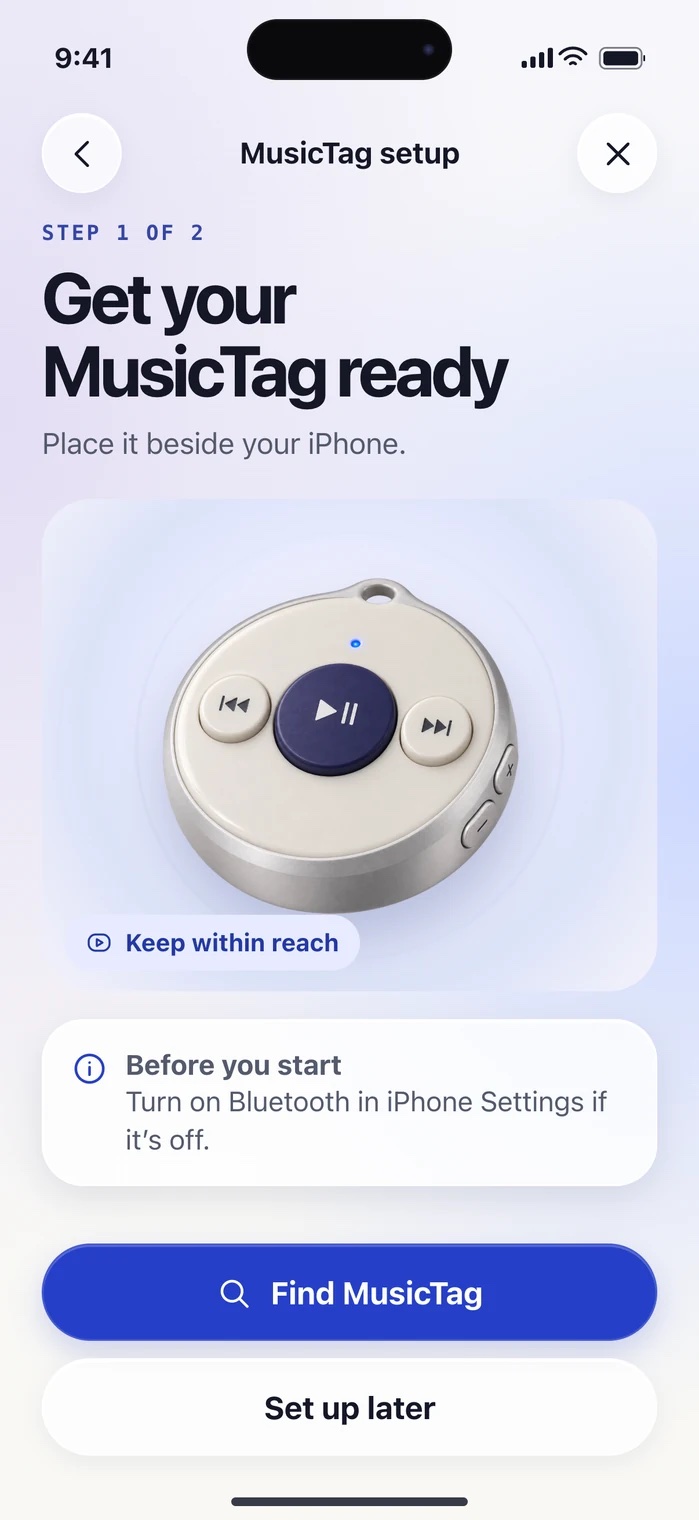 9:41
MusicTag setup
STEP 1 OF 2
Get your
MusicTag ready
Place it beside your iPhone.
Keep within reach
Before you start
Turn on Bluetooth in iPhone Settings if
it’s off.
Find MusicTag
Set up later